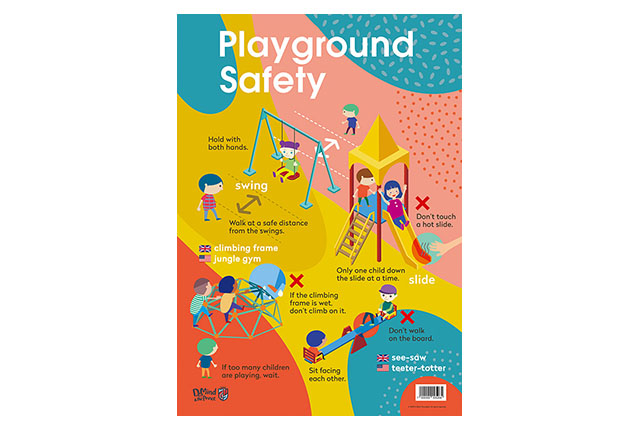 Playground
Safety
Hold with
both hands.
swing
Walk at a safe distance
from the swings.
Don't touch
a hot slide.
climbing frame
jungle gym
Only one child down
the slide at a time.
slide
If the climbing
frame is wet,
don't climb on it.
Don't walk
on the board.
If too many children
are playing, wait.
Sit facing
each other.
see-saw
teeter-totter